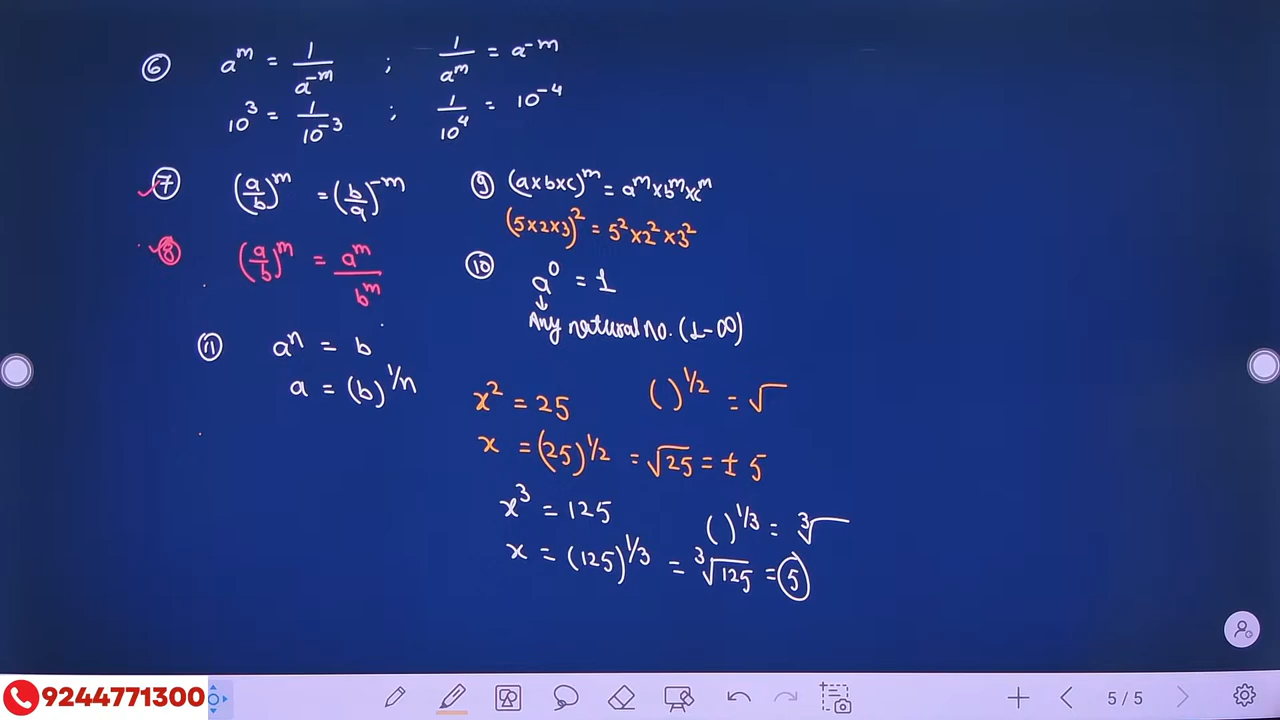 ⑥ a^m = 1/a^-m ; 1/a^m = a^-m
10^3 = 1/10^-3 ; 1/10^4 = 10^-4
⑦ (a/b)^m = (b/a)^-m
⑧ (a/b)^m = a^m/b^m
⑨ (a×b×c)^m = a^m×b^m×c^m
(5×2×3)^2 = 5^2×2^2×3^2
⑩ a^0 = 1
↓
Any natural no. (1-∞)
⑪ a^n = b
a = (b)^1/n
x^2 = 25 ( )^1/2 = √
x = (25)^1/2 = √25 = ± 5
x^3 = 125 ( )^1/3 = ∛
x = (125)^1/3 = ∛125 = 5
9244771300
5 / 5